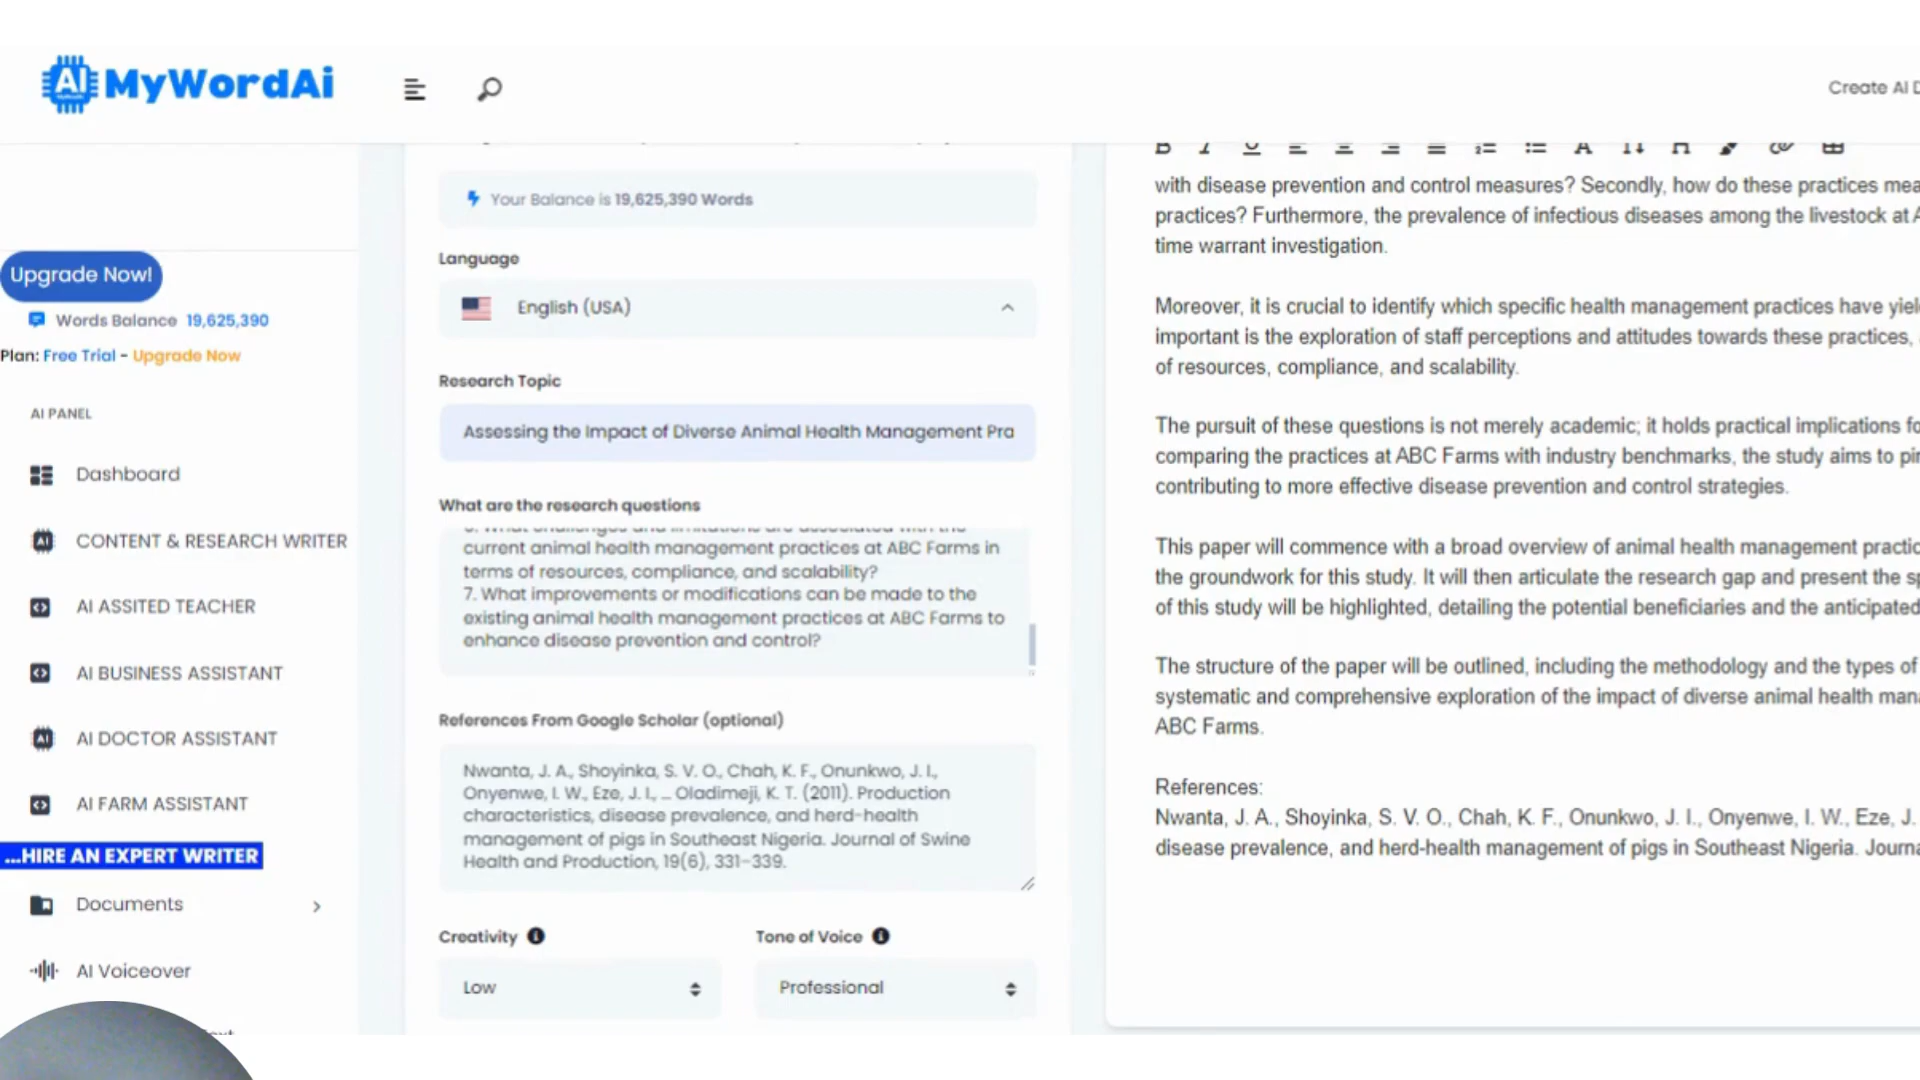 AI MyWordAi
Create AI D
Upgrade Now!
Words Balance 19,625,390
Plan: Free Trial - Upgrade Now
AI PANEL
Dashboard
CONTENT & RESEARCH WRITER
AI ASSITED TEACHER
AI BUSINESS ASSISTANT
AI DOCTOR ASSISTANT
AI FARM ASSISTANT
...HIRE AN EXPERT WRITER
Documents
AI Voiceover
Your Balance is 19,625,390 Words
Language
English (USA)
Research Topic
Assessing the Impact of Diverse Animal Health Management Pra
What are the research questions
6. What challenges and limitations are associated with the
current animal health management practices at ABC Farms in
terms of resources, compliance, and scalability?
7. What improvements or modifications can be made to the
existing animal health management practices at ABC Farms to
enhance disease prevention and control?
References From Google Scholar (optional)
Nwanta, J. A., Shoyinka, S. V. O., Chah, K. F., Onunkwo, J. I.,
Onyenwe, I. W., Eze, J. I., ... Oladimeji, K. T. (2011). Production
characteristics, disease prevalence, and herd-health
management of pigs in Southeast Nigeria. Journal of Swine
Health and Production, 19(6), 331-339.
Creativity
Tone of Voice
Low
Professional
with disease prevention and control measures? Secondly, how do these practices mea
practices? Furthermore, the prevalence of infectious diseases among the livestock at A
time warrant investigation.
Moreover, it is crucial to identify which specific health management practices have yiel
important is the exploration of staff perceptions and attitudes towards these practices,
of resources, compliance, and scalability.
The pursuit of these questions is not merely academic; it holds practical implications fo
comparing the practices at ABC Farms with industry benchmarks, the study aims to pin
contributing to more effective disease prevention and control strategies.
This paper will commence with a broad overview of animal health management practic
the groundwork for this study. It will then articulate the research gap and present the sp
of this study will be highlighted, detailing the potential beneficiaries and the anticipated
The structure of the paper will be outlined, including the methodology and the types of
systematic and comprehensive exploration of the impact of diverse animal health mana
ABC Farms.
References:
Nwanta, J. A., Shoyinka, S. V. O., Chah, K. F., Onunkwo, J. I., Onyenwe, I. W., Eze, J.
disease prevalence, and herd-health management of pigs in Southeast Nigeria. Journa